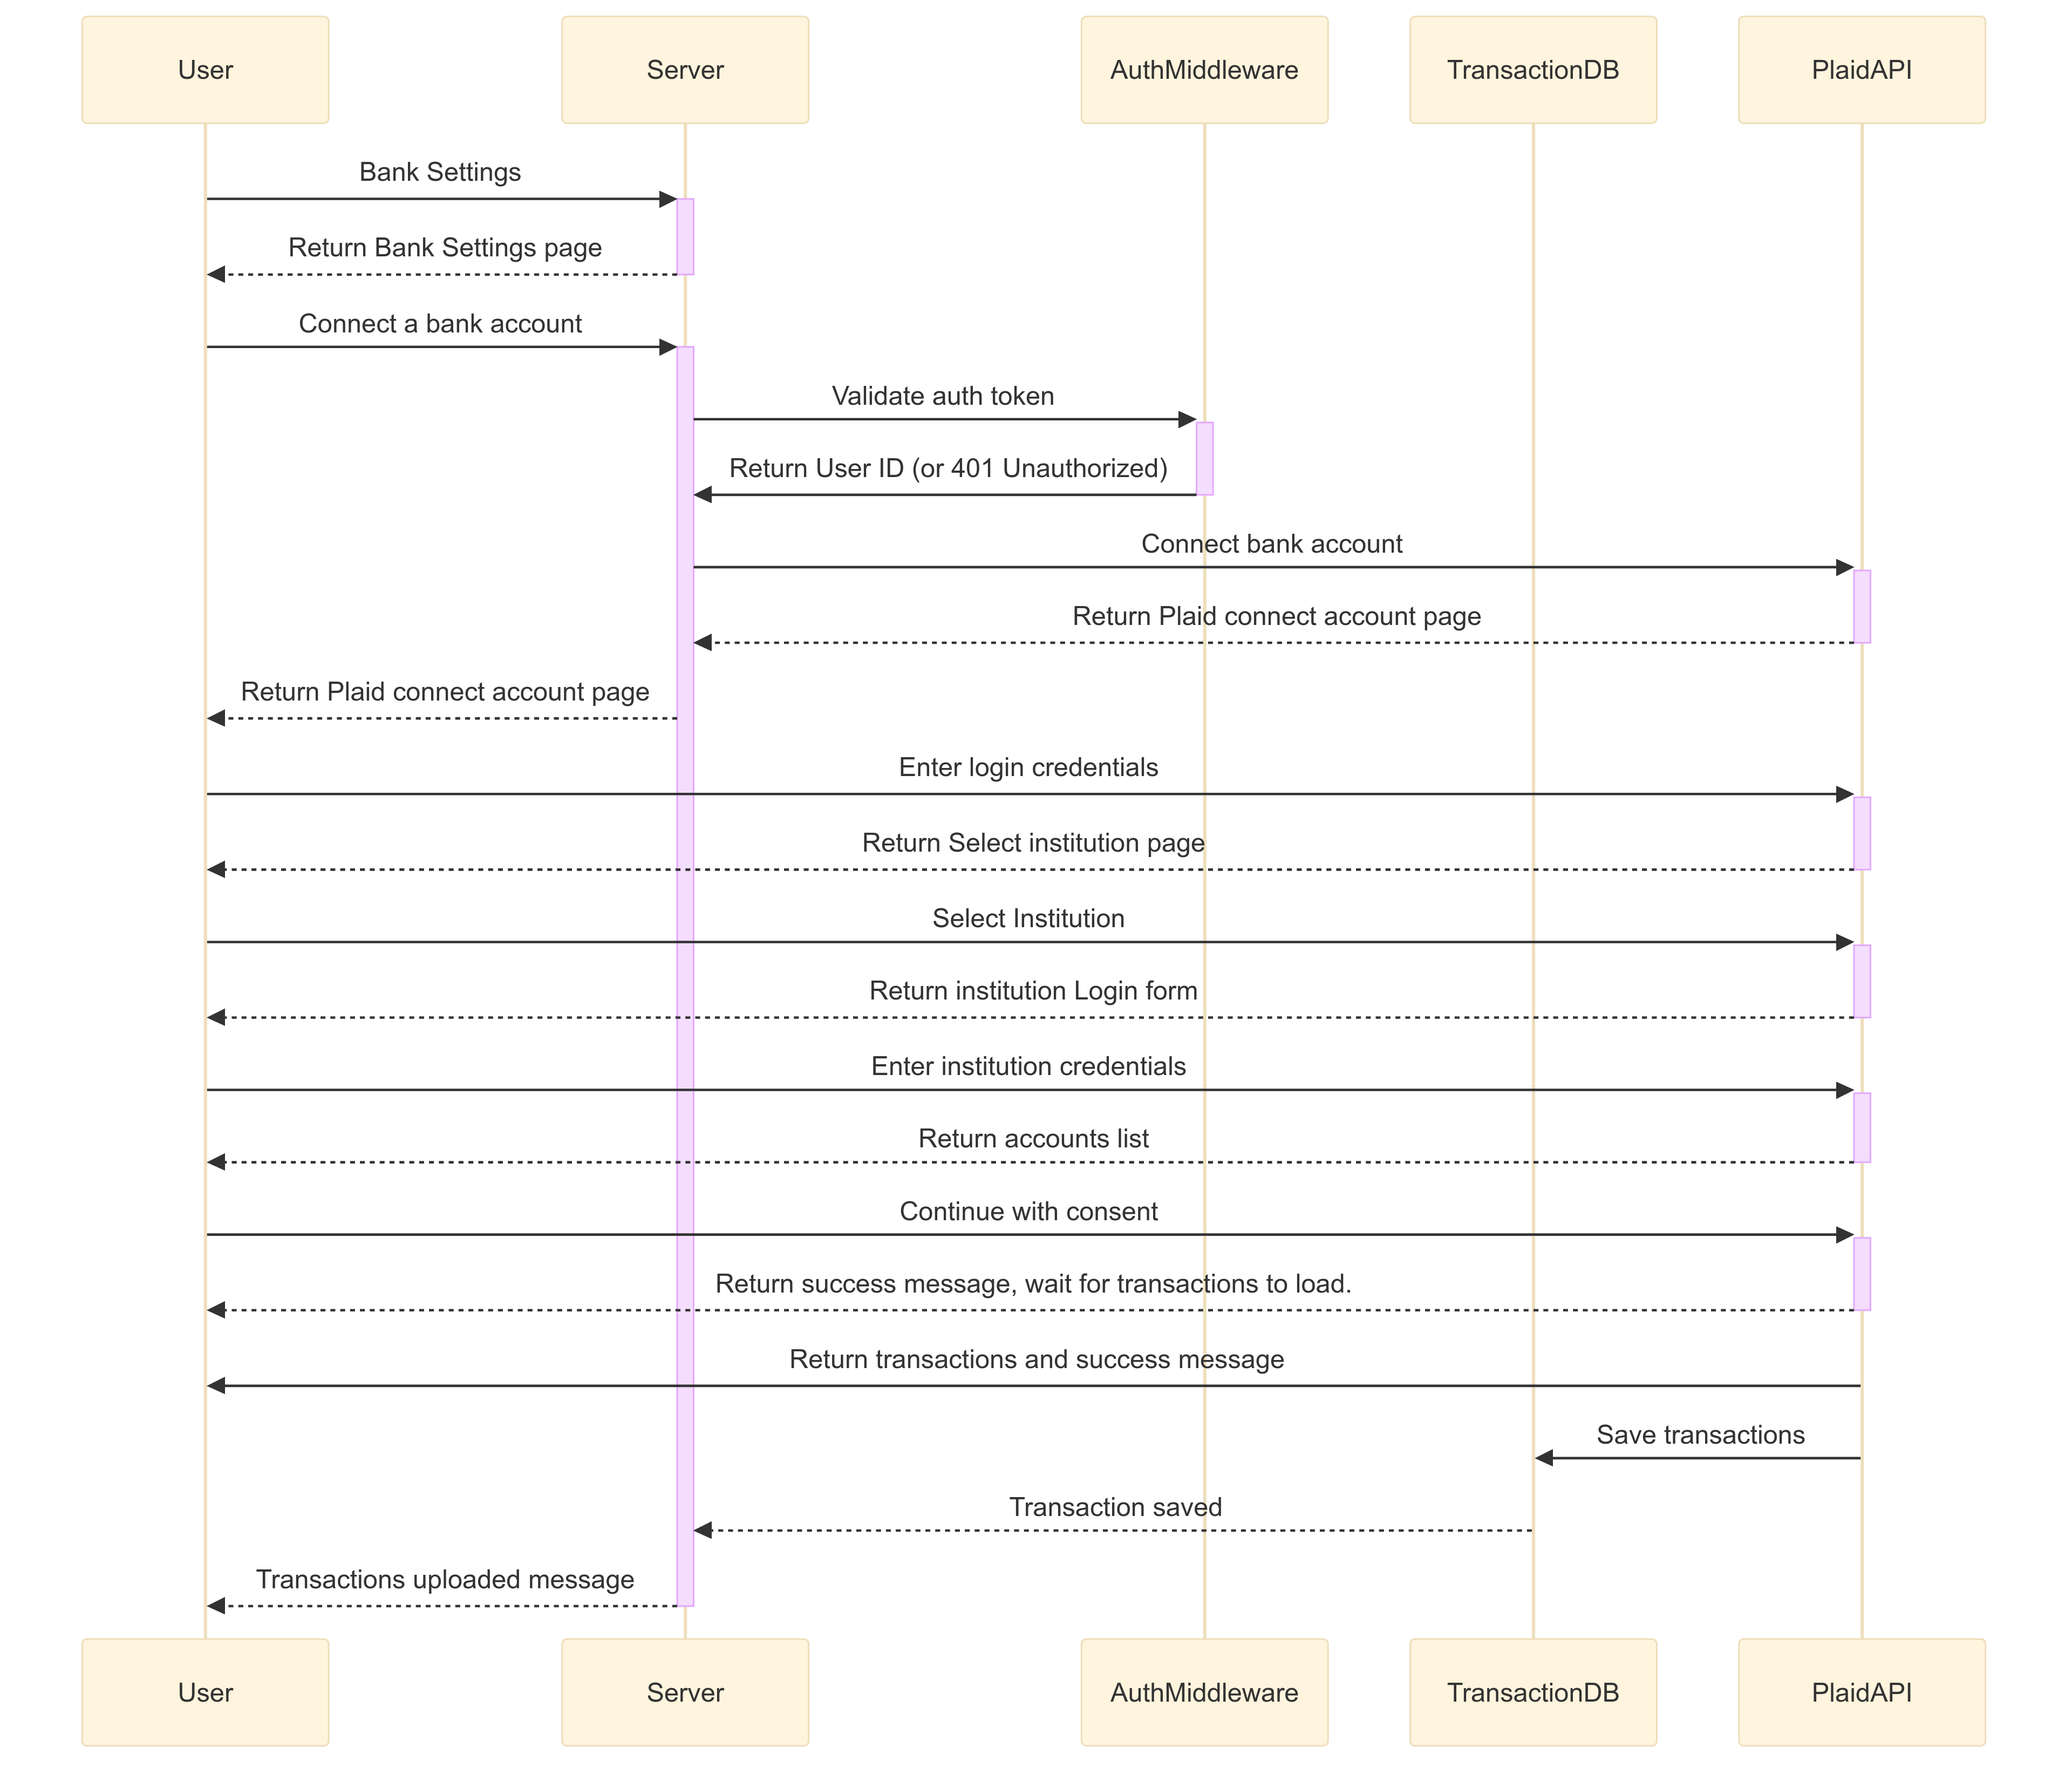 User
Server
AuthMiddleware
TransactionDB
PlaidAPI
Bank Settings
Return Bank Settings page
Connect a bank account
Validate auth token
Return User ID (or 401 Unauthorized)
Connect bank account
Return Plaid connect account page
Return Plaid connect account page
Enter login credentials
Return Select institution page
Select Institution
Return institution Login form
Enter institution credentials
Return accounts list
Continue with consent
Return success message, wait for transactions to load.
Return transactions and success message
Save transactions
Transaction saved
Transactions uploaded message
User
Server
AuthMiddleware
TransactionDB
PlaidAPI